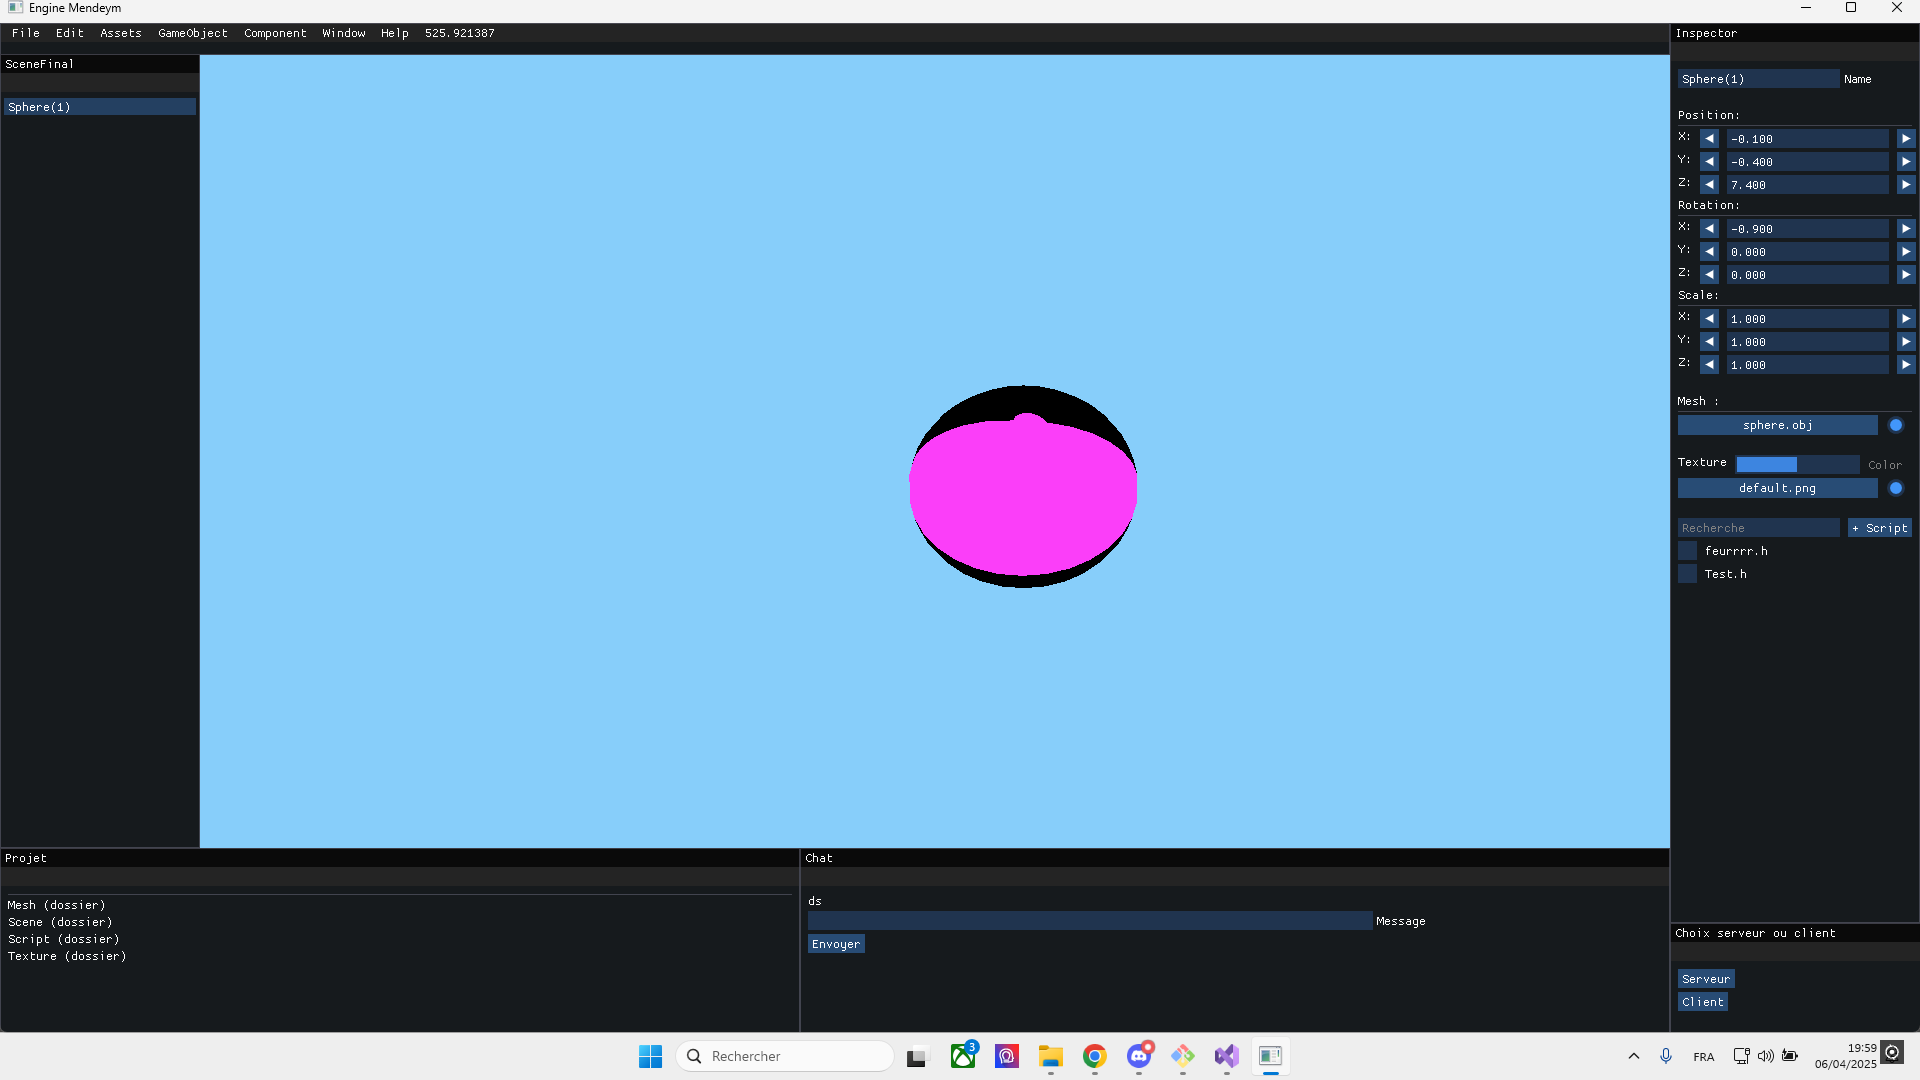 Engine Mendeym
File Edit Assets GameObject Component Window Help 525.921387
SceneFinal
Sphere(1)
Inspector
Sphere(1) Name
Position:
X: -0.100
Y: -0.400
Z: 7.400
Rotation:
X: -0.900
Y: 0.000
Z: 0.000
Scale:
X: 1.000
Y: 1.000
Z: 1.000
Mesh :
sphere.obj
Texture Color
default.png
Recherche + Script
feurrrr.h
Test.h
Projet
Mesh (dossier)
Scene (dossier)
Script (dossier)
Texture (dossier)
Chat
ds
Message
Envoyer
Choix serveur ou client
Serveur
Client
Rechercher
3
FRA
19:59
06/04/2025